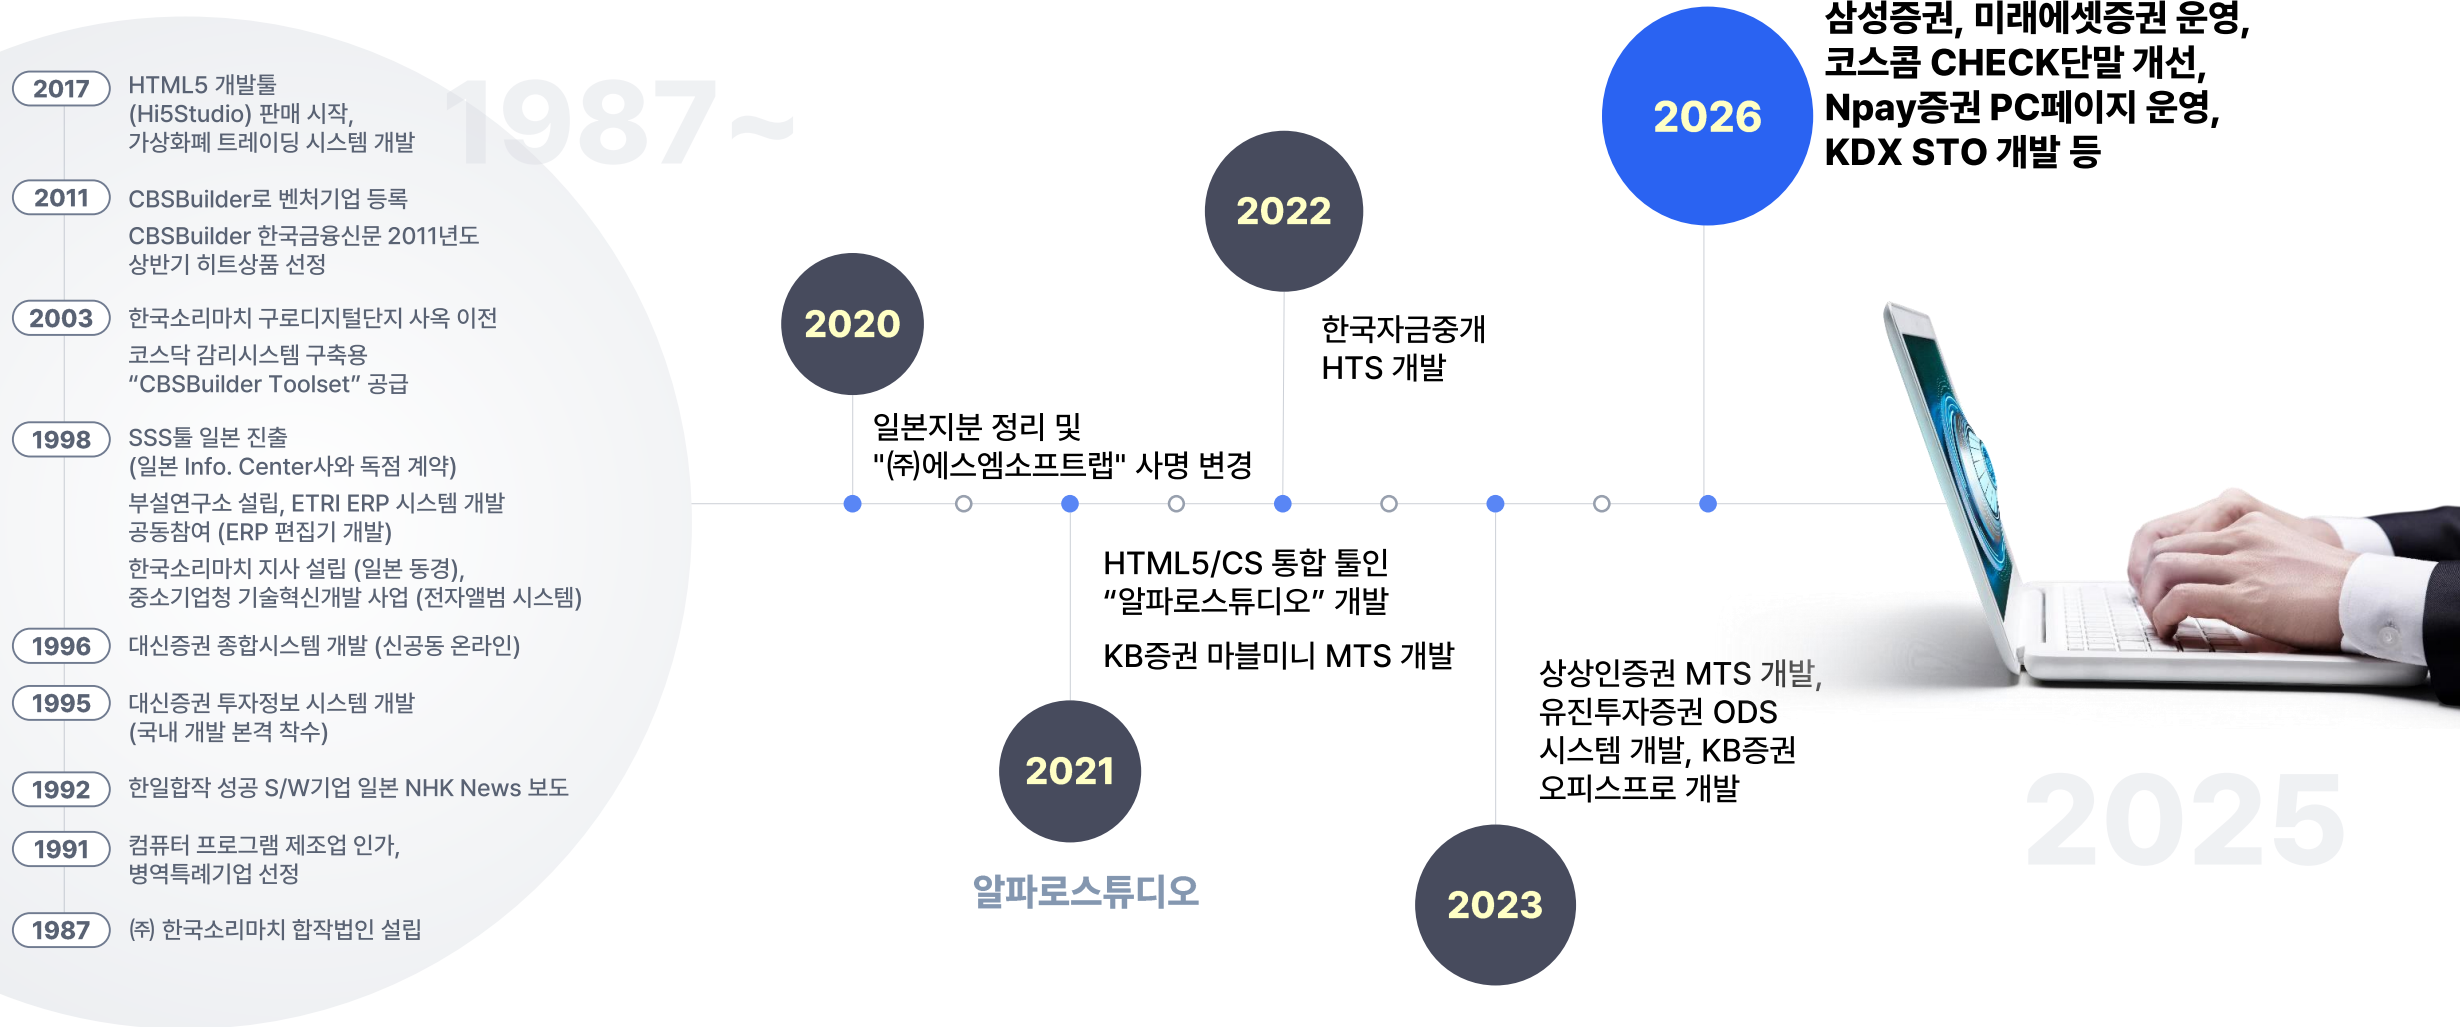 1987~
2017
HTML5 개발툴
(Hi5Studio) 판매 시작,
가상화폐 트레이딩 시스템 개발
2011
CBSBuilder로 벤처기업 등록
CBSBuilder 한국금융신문 2011년도
상반기 히트상품 선정
2003
한국소리마치 구로디지털단지 사옥 이전
코스닥 감리시스템 구축용
“CBSBuilder Toolset” 공급
1998
SSS툴 일본 진출
(일본 Info. Center사와 독점 계약)
부설연구소 설립, ETRI ERP 시스템 개발
공동참여 (ERP 편집기 개발)
한국소리마치 지사 설립 (일본 동경),
중소기업청 기술혁신개발 사업 (전자앨범 시스템)
1996
대신증권 종합시스템 개발 (신공동 온라인)
1995
대신증권 투자정보 시스템 개발
(국내 개발 본격 착수)
1992
한일합작 성공 S/W기업 일본 NHK News 보도
1991
컴퓨터 프로그램 제조업 인가,
병역특례기업 선정
1987
㈜ 한국소리마치 합작법인 설립
2020
일본지분 정리 및
"㈜에스엠소프트랩" 사명 변경
2021
HTML5/CS 통합 툴인
“알파로스튜디오” 개발
KB증권 마블미니 MTS 개발
알파로스튜디오
2022
한국자금중개
HTS 개발
2023
상상인증권 MTS 개발,
유진투자증권 ODS
시스템 개발, KB증권
오피스프로 개발
2026
삼성증권, 미래에셋증권 운영,
코스콤 CHECK단말 개선,
Npay증권 PC페이지 운영,
KDX STO 개발 등
2025